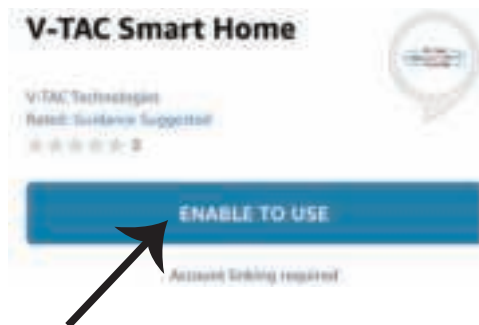 V-TAC Smart Home
V-TAC Technologies
Rated: Guidance Suggested
ENABLE TO USE
Account linking required